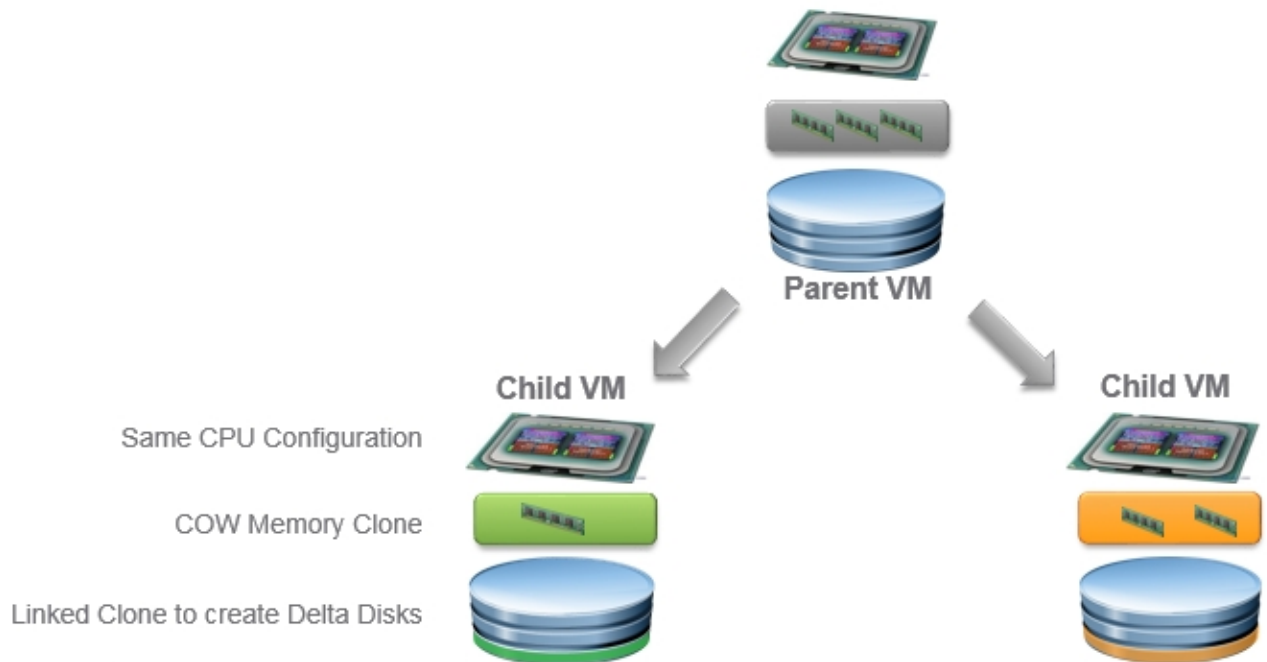 Parent VM
Child VM
Child VM
Same CPU Configuration
COW Memory Clone
Linked Clone to create Delta Disks